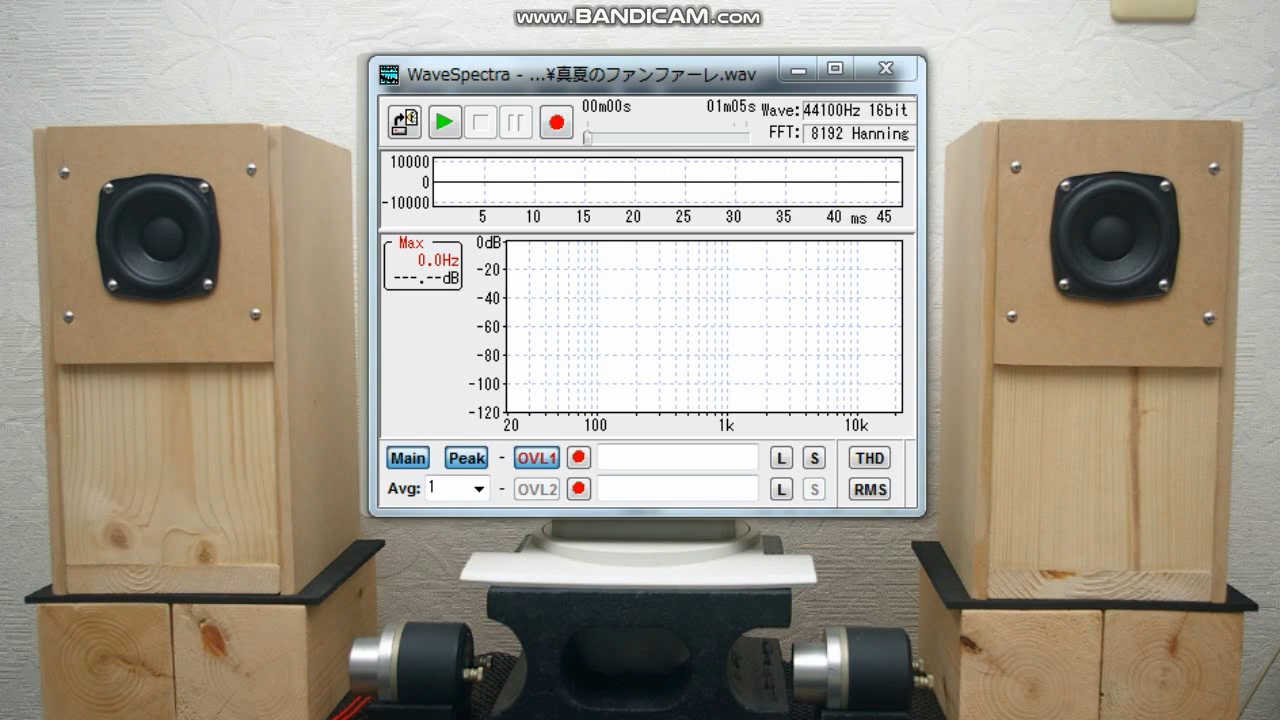 www.BANDICAM.com
WaveSpectra - ...¥真夏のファンファーレ.wav
00m00s 01m05s Wave: 44100Hz 16bit
FFT: 8192 Hanning
10000
0
-10000
5 10 15 20 25 30 35 40 ms 45
Max
0.0Hz
---.--dB
0dB
-20
-40
-60
-80
-100
-120
20 100 1k 10k
Main Peak - OVL1 L S THD
Avg: 1 - OVL2 L S RMS